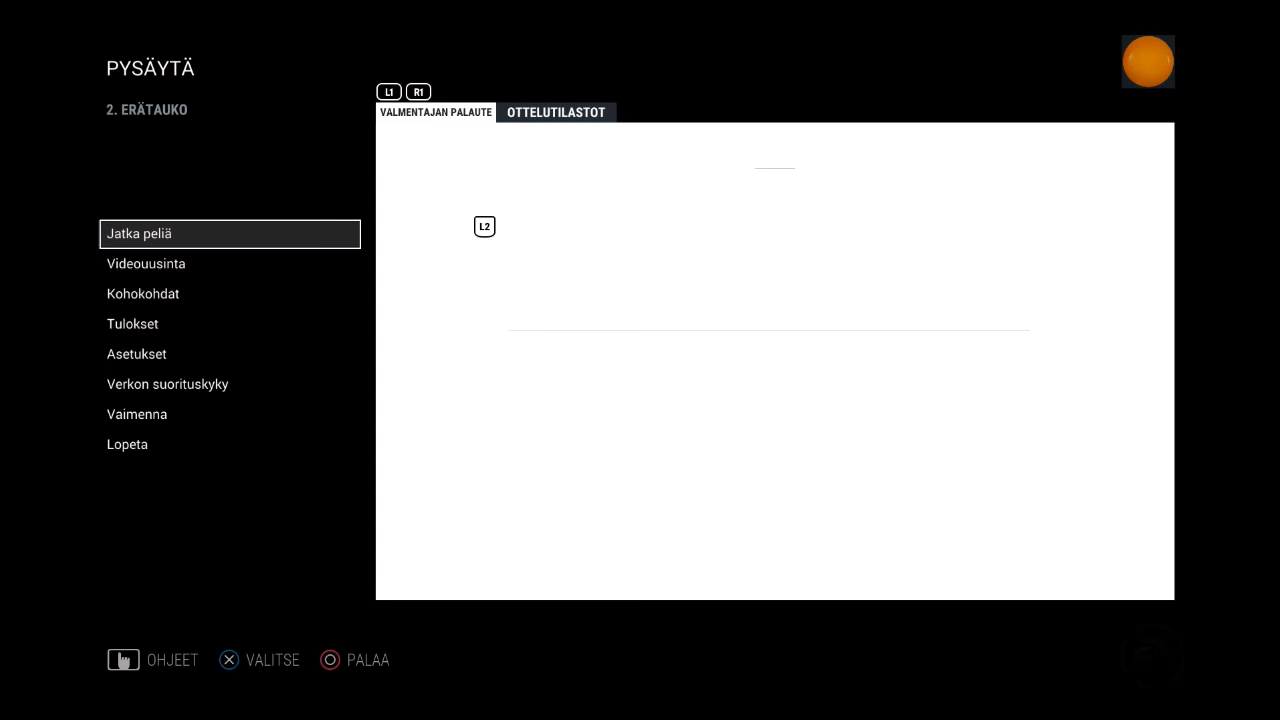 PYSÄYTÄ
2. ERÄTAUKO
L1 R1
VALMENTAJAN PALAUTE OTTELUTILASTOT
L2
Jatka peliä
Videouusinta
Kohokohdat
Tulokset
Asetukset
Verkon suorituskyky
Vaimenna
Lopeta
OHJEET VALITSE PALAA